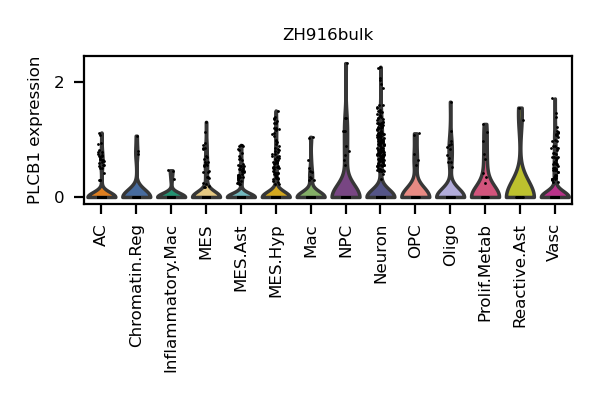 ZH916bulk
PLCB1 expression
2
0
AC
Chromatin.Reg
Inflammatory.Mac
MES
MES.Ast
MES.Hyp
Mac
NPC
Neuron
OPC
Oligo
Prolif.Metab
Reactive.Ast
Vasc